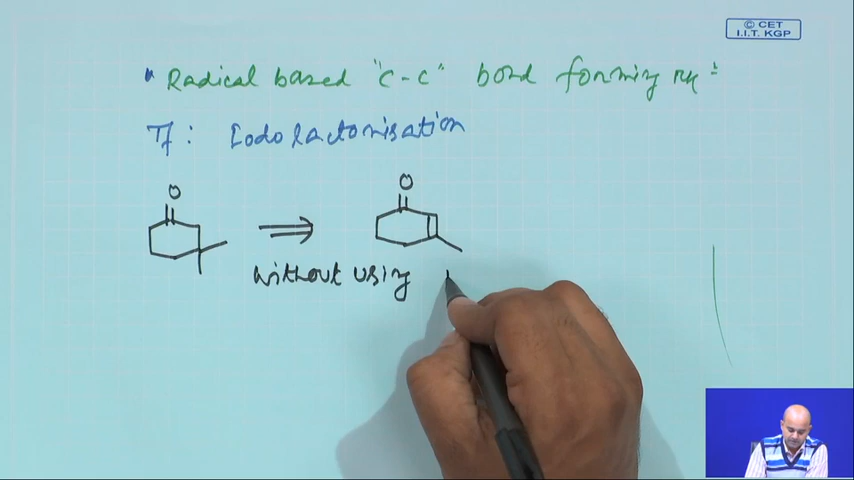 © CET
I.I.T. KGP
Radical based "C-C" bond forming rxn:
Tf: Iodolactonisation
O
O
without using